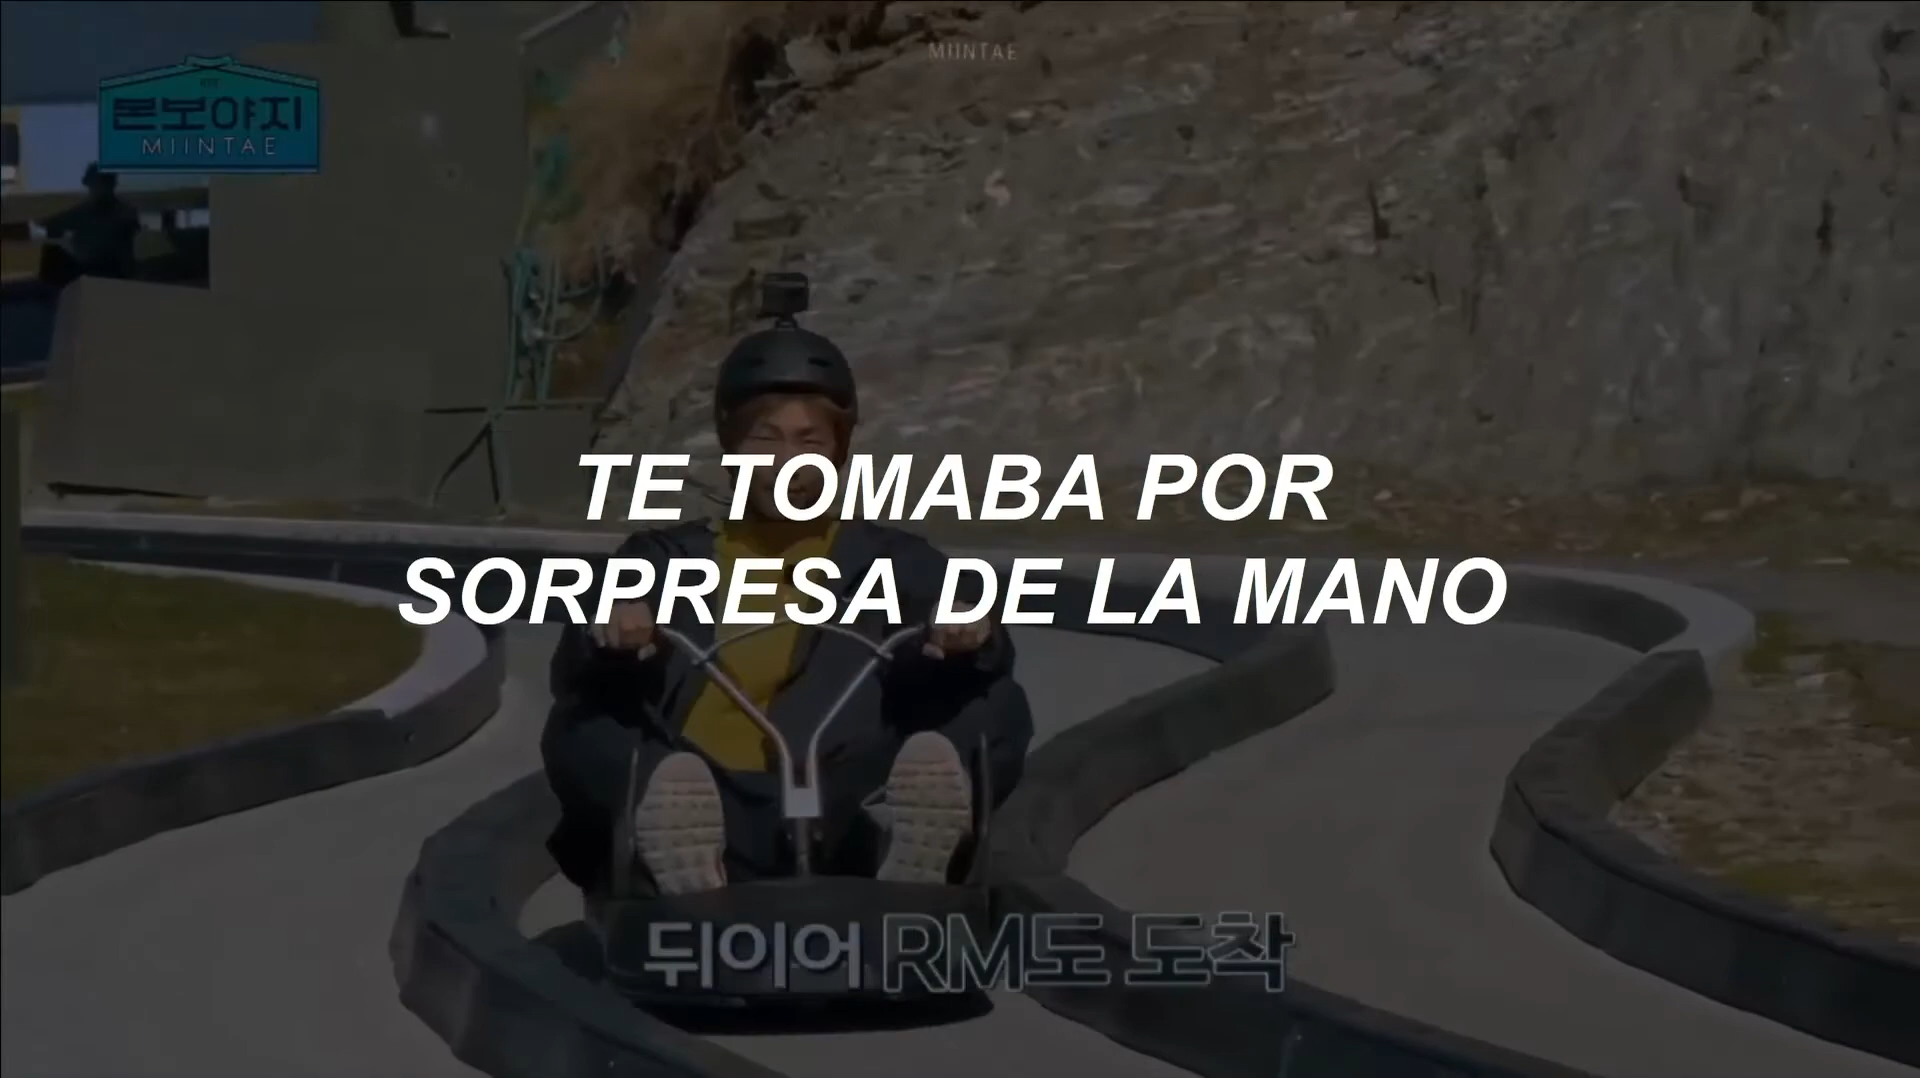 MIINTAE
본보야지
MIINTAE
TE TOMABA POR
SORPRESA DE LA MANO
뒤이어 RM도 도착